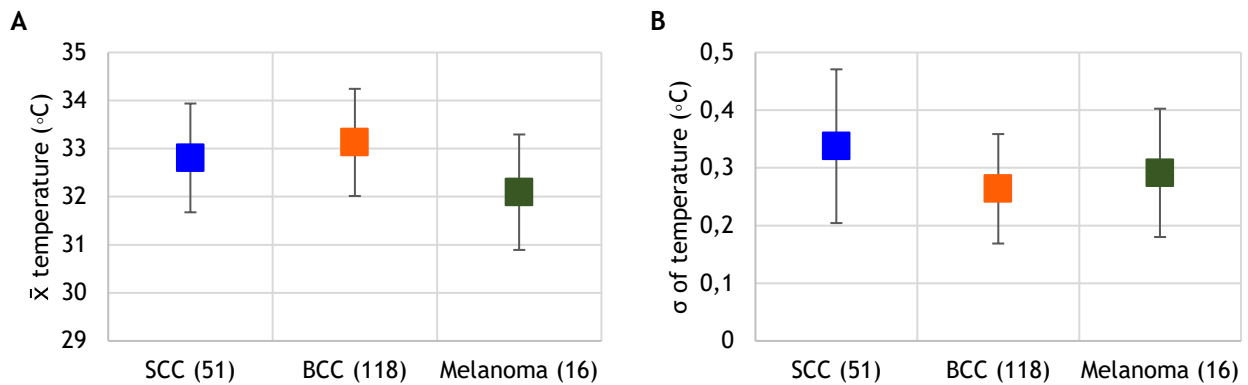 A
x̄ temperature (◦C)
35
34
33
32
31
30
29
SCC (51)
BCC (118)
Melanoma (16)
B
σ of temperature (◦C)
0,5
0,4
0,3
0,2
0,1
0
SCC (51)
BCC (118)
Melanoma (16)